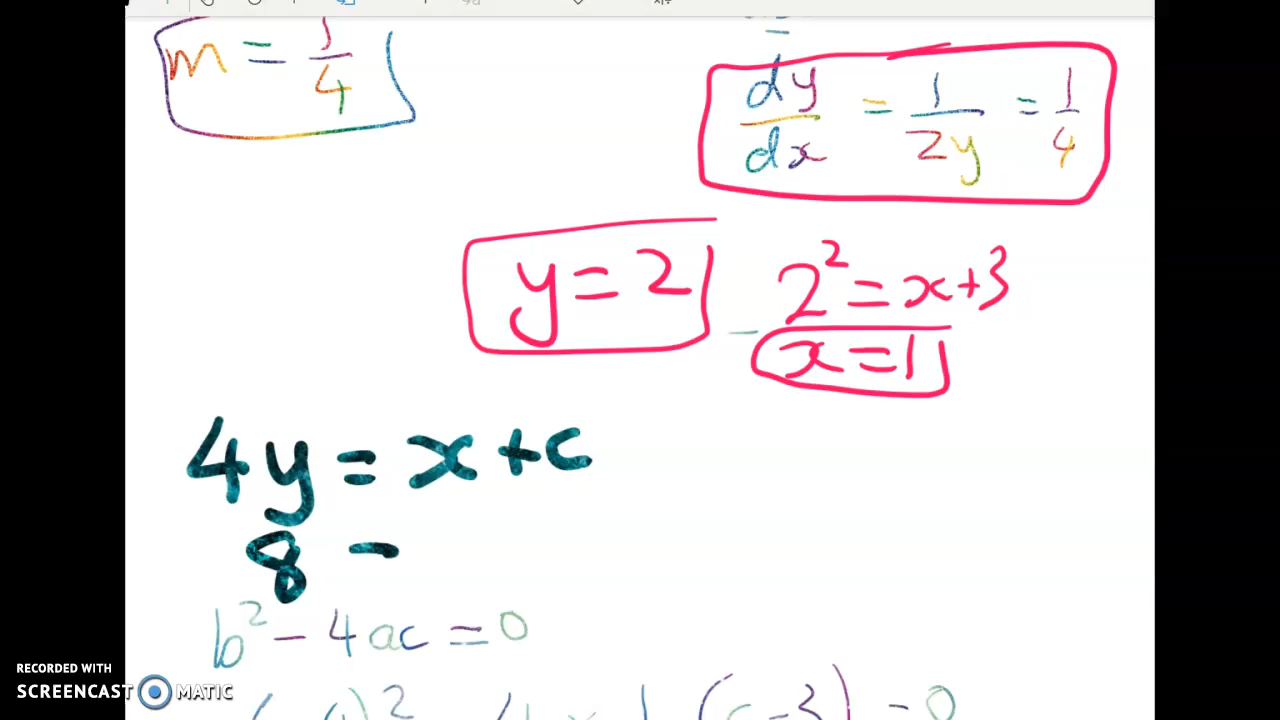 m = 1/4
dy/dx = 1/2y = 1/4
y = 2
2² = x+3
x = 1
4y = x + c
8 =
b² - 4ac = 0
RECORDED WITH
SCREENCAST MATIC